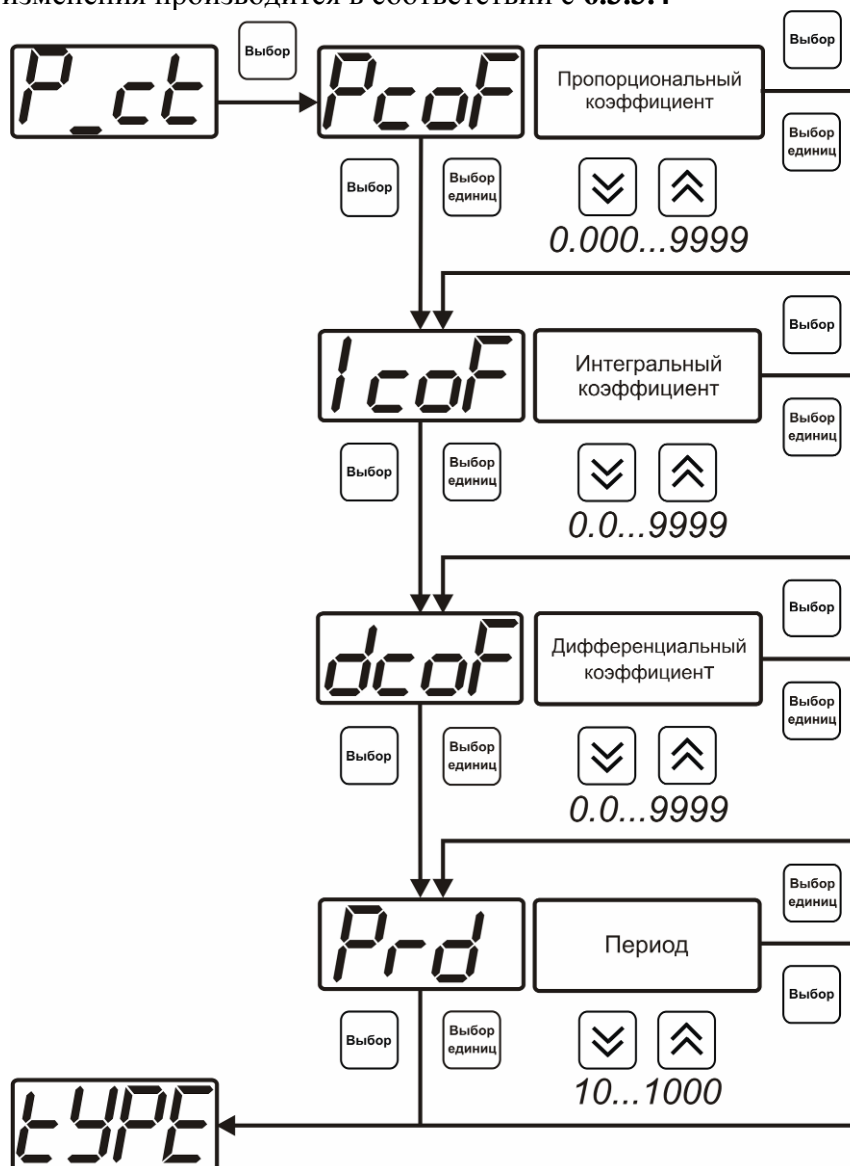 изменения производится в соответствии с 6.3.3.4
Выбор
Выбор
P_ct
PcoF
Пропорциональный
коэффициент
Выбор
единиц
Выбор
Выбор
единиц
0.000...9999
Выбор
IcoF
Интегральный
коэффициент
Выбор
единиц
Выбор
Выбор
единиц
0.0...9999
Выбор
dcoF
Дифференциальный
коэффициент
Выбор
единиц
Выбор
Выбор
единиц
0.0...9999
Выбор
единиц
Prd
Период
Выбор
Выбор
Выбор
единиц
10...1000
tYPE